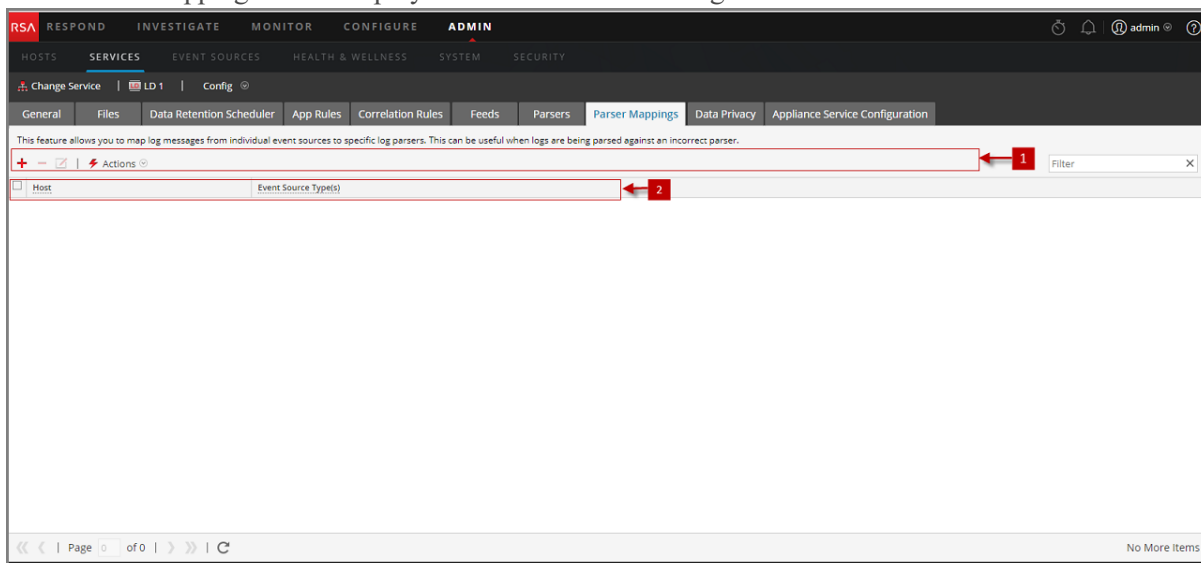 RSA RESPOND INVESTIGATE MONITOR CONFIGURE ADMIN admin ?
HOSTS SERVICES EVENT SOURCES HEALTH & WELLNESS SYSTEM SECURITY
Change Service | LD 1 | Config
General Files Data Retention Scheduler App Rules Correlation Rules Feeds Parsers Parser Mappings Data Privacy Appliance Service Configuration
This feature allows you to map log messages from individual event sources to specific log parsers. This can be useful when logs are being parsed against an incorrect parser.
+ - | Actions 1 Filter X
Host Event Source Type(s) 2
| Page 0 of 0 | | No More Items